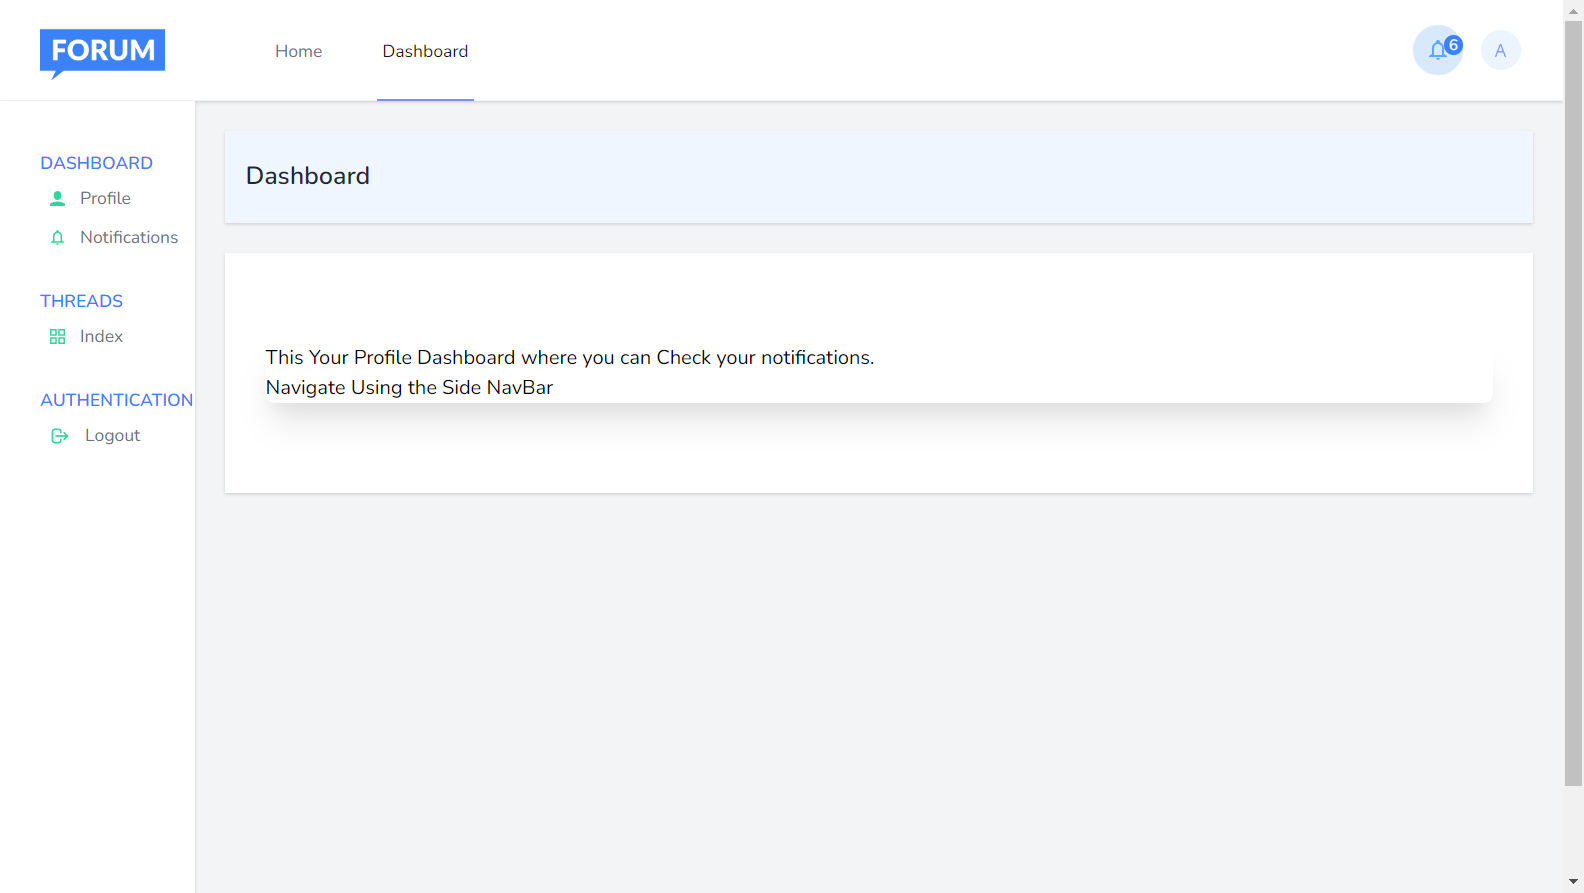 FORUM
Home
Dashboard
6
A
DASHBOARD
Profile
Notifications
THREADS
Index
AUTHENTICATION
Logout
Dashboard
This Your Profile Dashboard where you can Check your notifications.
Navigate Using the Side NavBar